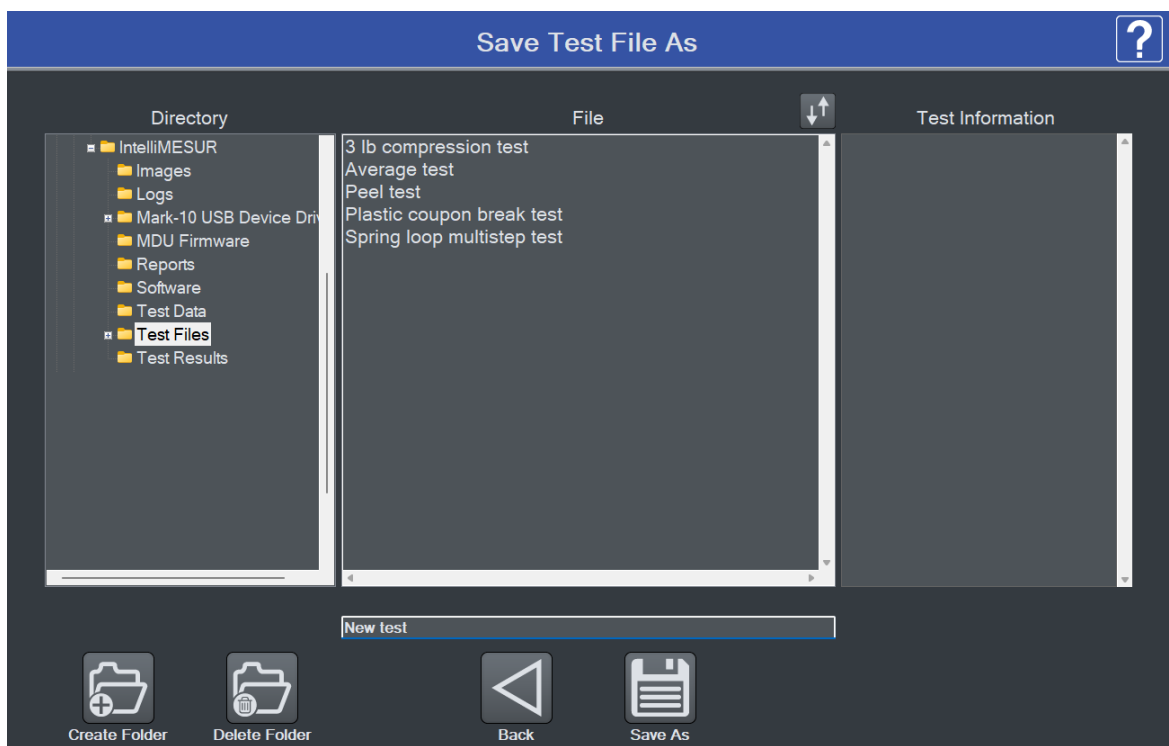 Save Test File As
?
Directory
File
Test Information
IntelliMESUR
Images
Logs
Mark-10 USB Device Driv
MDU Firmware
Reports
Software
Test Data
Test Files
Test Results
3 lb compression test
Average test
Peel test
Plastic coupon break test
Spring loop multistep test
New test
Create Folder
Delete Folder
Back
Save As